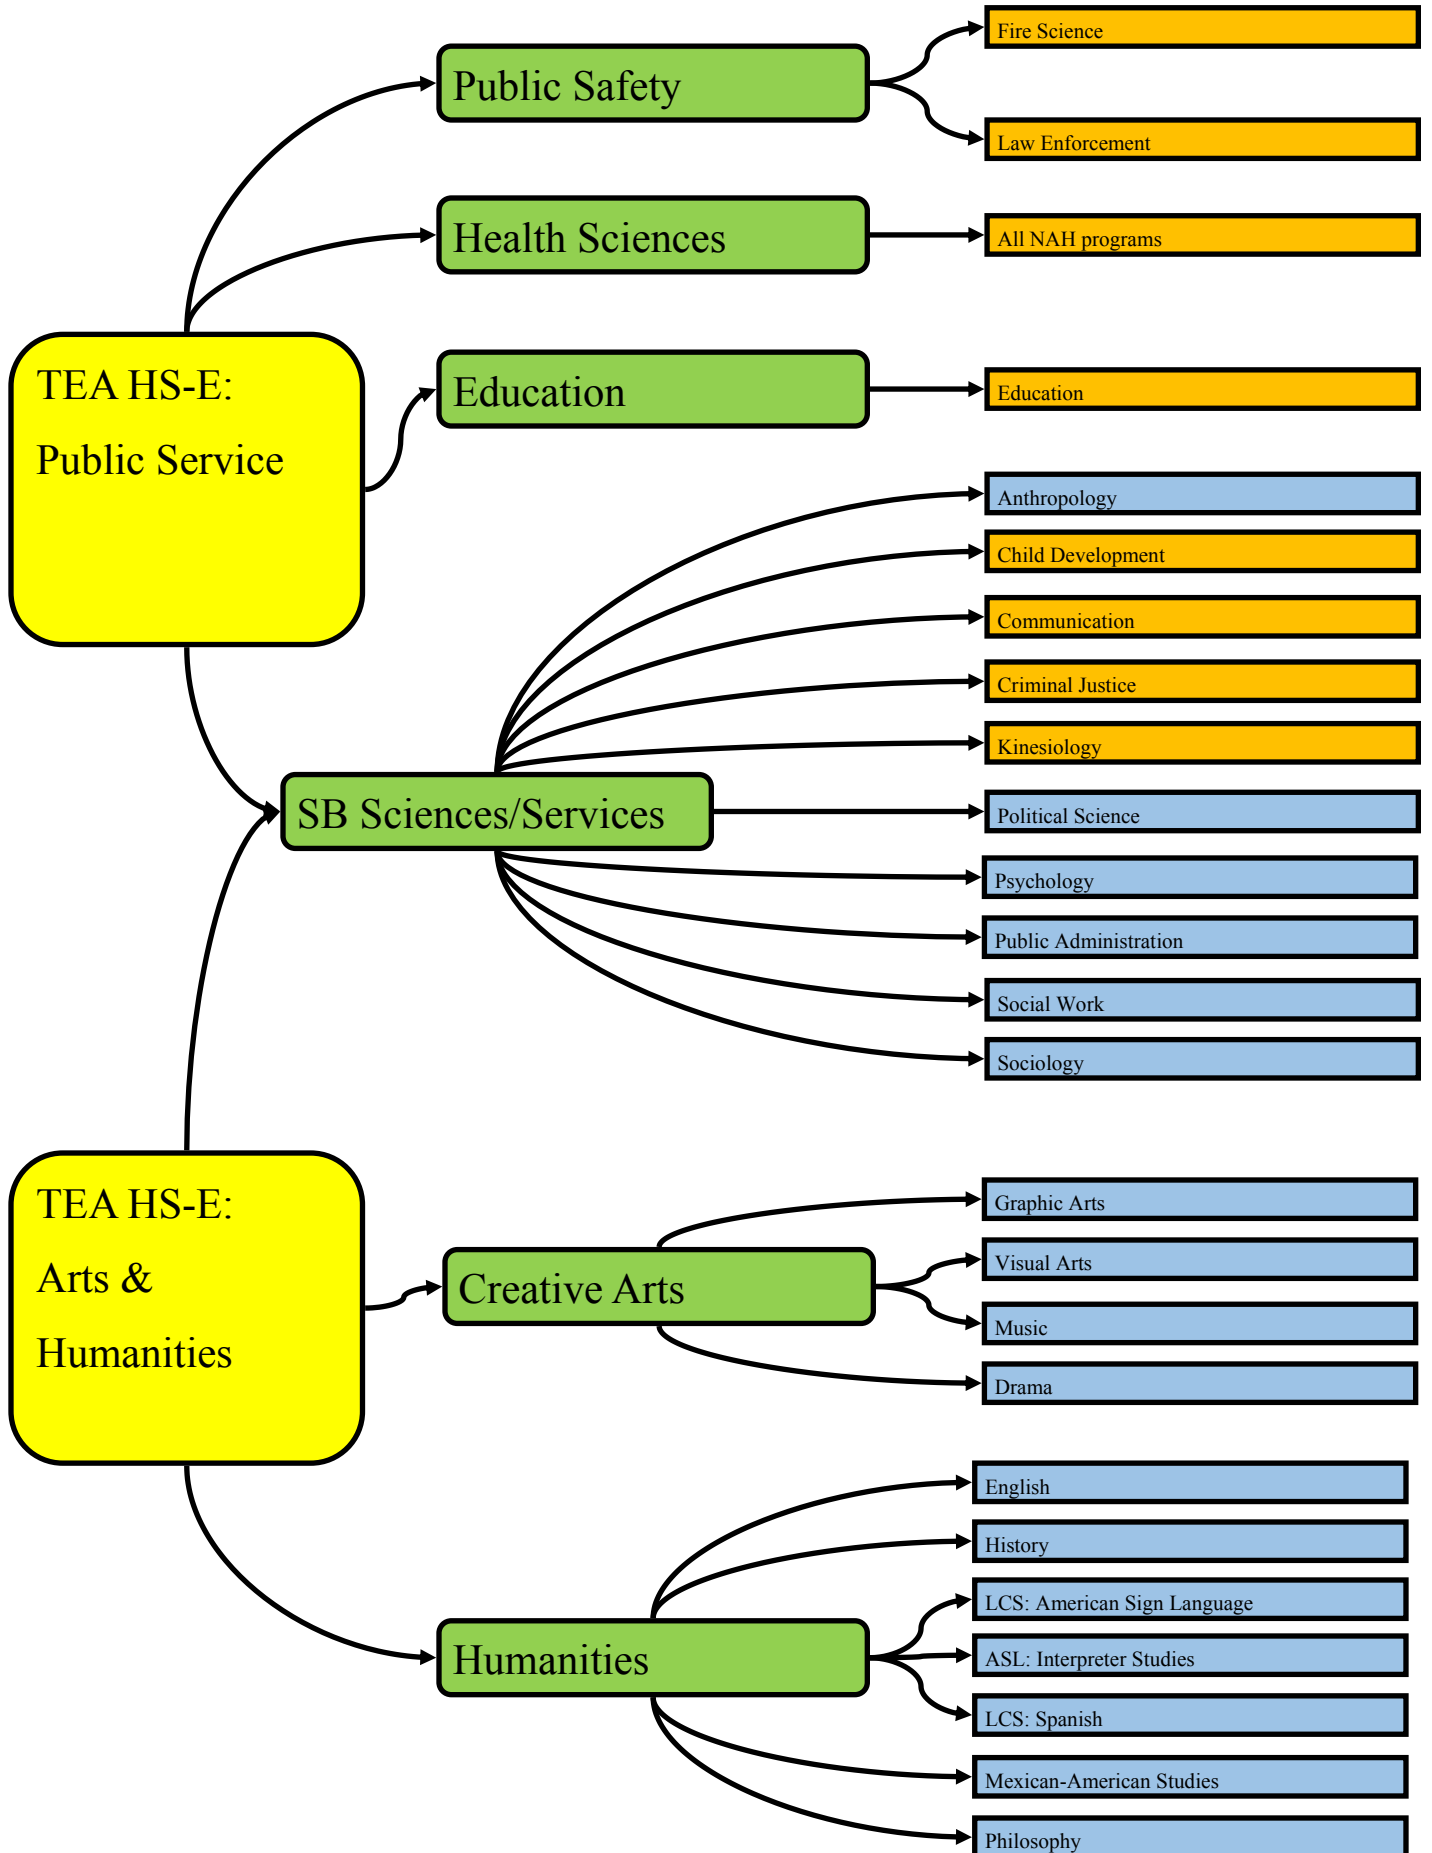 Fire Science
Public Safety
Law Enforcement
Health Sciences
All NAH programs
TEA HS-E:
Public Service
Education
Education
Anthropology
Child Development
Communication
Criminal Justice
Kinesiology
SB Sciences/Services
Political Science
Psychology
Public Administration
Social Work
Sociology
TEA HS-E:
Arts &
Humanities
Graphic Arts
Creative Arts
Visual Arts
Music
Drama
English
History
LCS: American Sign Language
Humanities
ASL: Interpreter Studies
LCS: Spanish
Mexican-American Studies
Philosophy